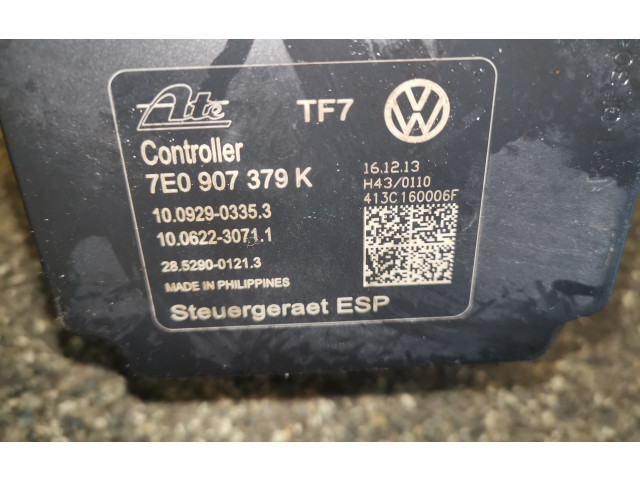 Ate TF7 VW
Controller
7E0 907 379 K
16.12.13
H43/0110
413C160006F
10.0929-0335.3
10.0622-3071.1
28.5290-0121.3
MADE IN PHILIPPINES
Steuergeraet ESP